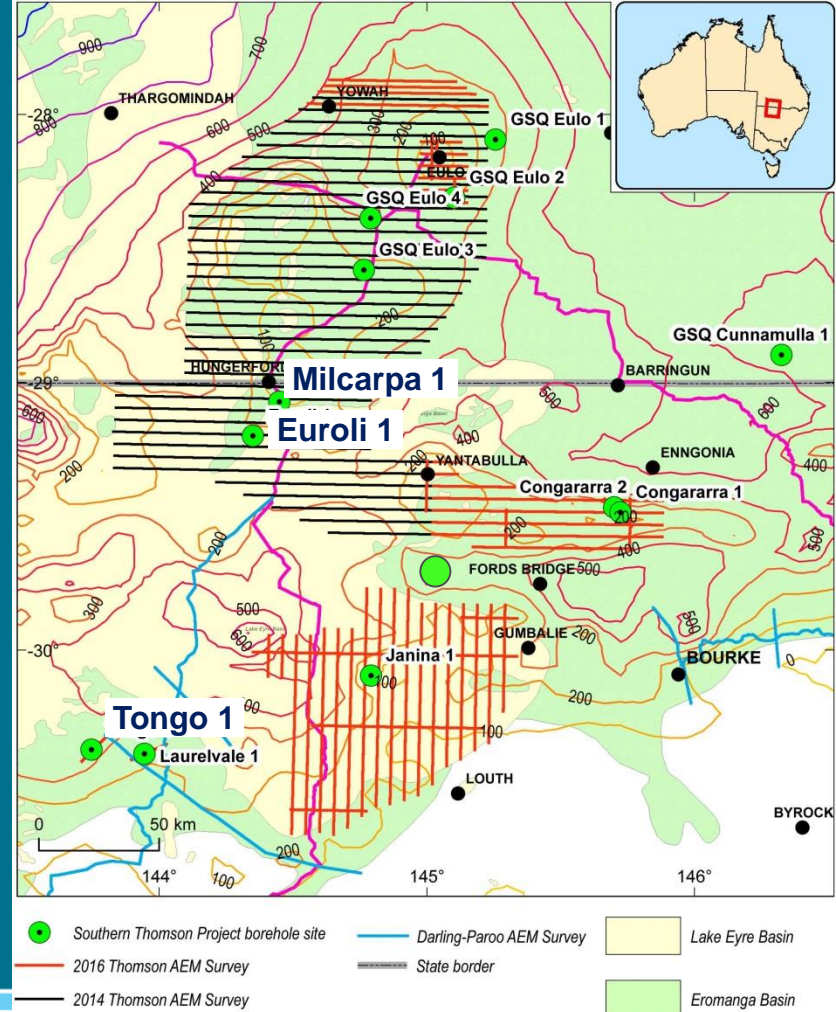 900
700
800
600
500
400
300
200
100
-28°
THARGOMINDAH
YOWAH
GSQ Eulo 1
EULO
GSQ Eulo 2
GSQ Eulo 4
GSQ Eulo 3
200
100
GSQ Cunnamulla 1
-29°
HUNGERFORD
Milcarpa 1
BARRINGUN
500
600
600
Euroli 1
400
200
200
YANTABULLA
ENNGONIA
400
Congararra 2
Congararra 1
200
200
400
500
200
FORDS BRIDGE
500
500
300
500
600
Lake Eyre Basin
GUMBALIE
200
-30°
Janina 1
100
BOURKE
0
200
Tongo 1
100
Laurelvale 1
LOUTH
BYROCK
0 50 km
200
100
144°
145°
146°
Southern Thomson Project borehole site
Darling-Paroo AEM Survey
Lake Eyre Basin
2016 Thomson AEM Survey
State border
2014 Thomson AEM Survey
Eromanga Basin